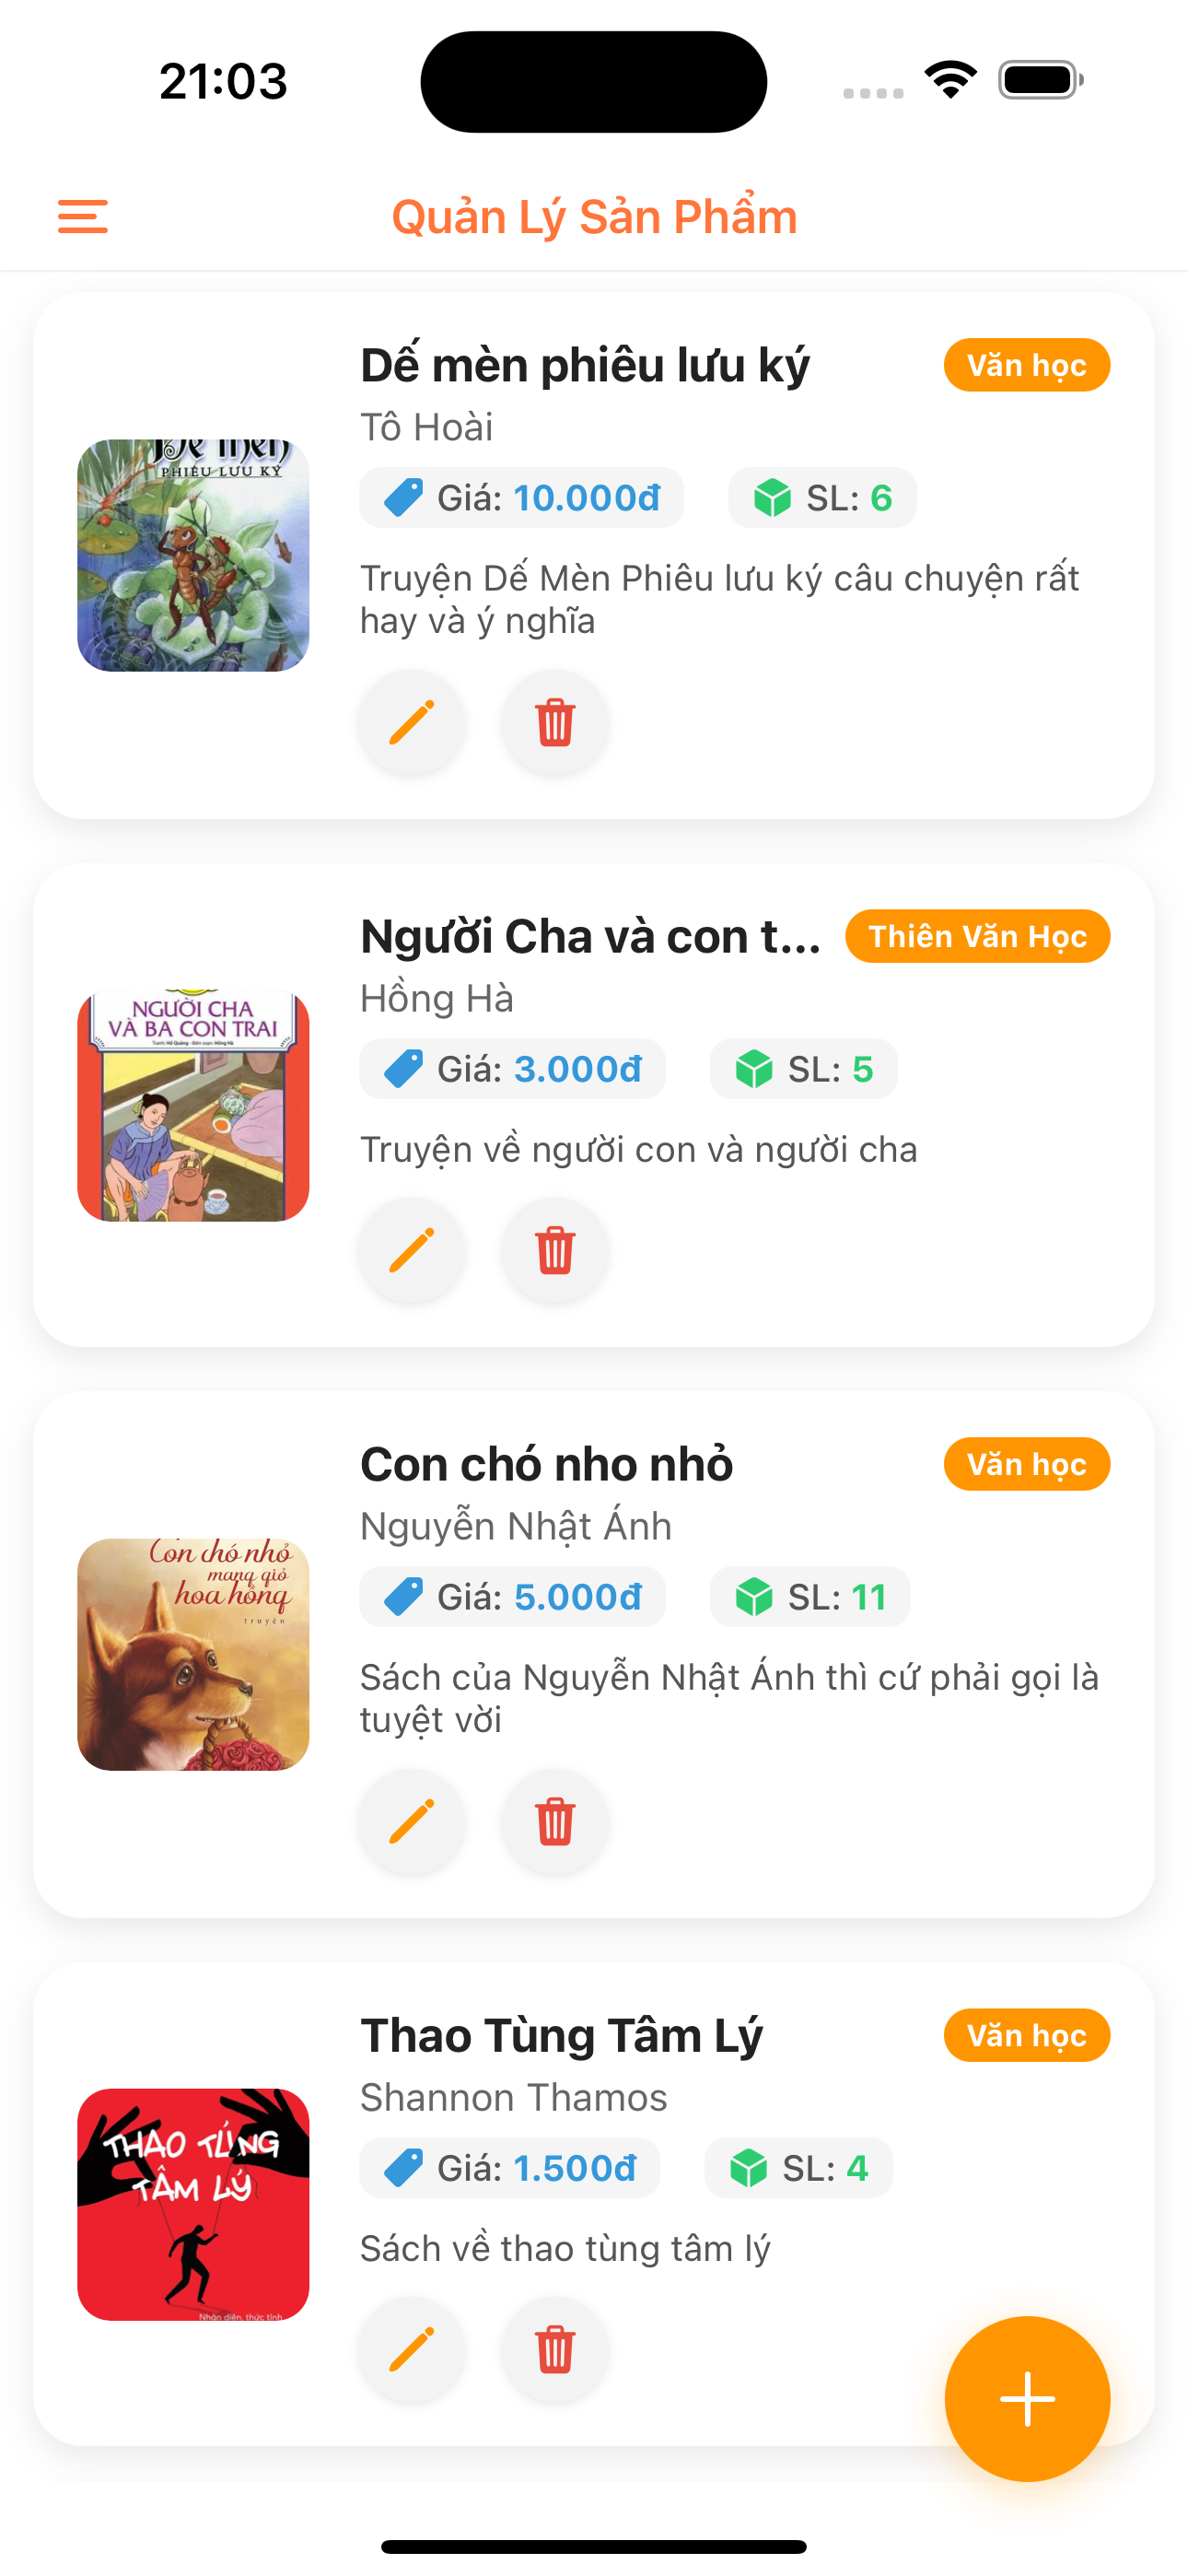 21:03
Quản Lý Sản Phẩm
Dế mèn phiêu lưu ký
Văn học
Tô Hoài
Giá: 10.000đ
SL: 6
Truyện Dế Mèn Phiêu lưu ký câu chuyện rất
hay và ý nghĩa
Dế Mèn
PHIÊU LƯU KÝ
Người Cha và con t...
Thiên Văn Học
Hồng Hà
Giá: 3.000đ
SL: 5
Truyện về người con và người cha
NGƯỜI CHA
VÀ BA CON TRAI
Con chó nho nhỏ
Văn học
Nguyễn Nhật Ánh
Giá: 5.000đ
SL: 11
Sách của Nguyễn Nhật Ánh thì cứ phải gọi là
tuyệt vời
Con chó nhỏ
mang giỏ
hoa hồng
truyện
Thao Tùng Tâm Lý
Văn học
Shannon Thamos
Giá: 1.500đ
SL: 4
Sách về thao tùng tâm lý
THAO TÚNG
TÂM LÝ
Nhận diện, thức tỉnh